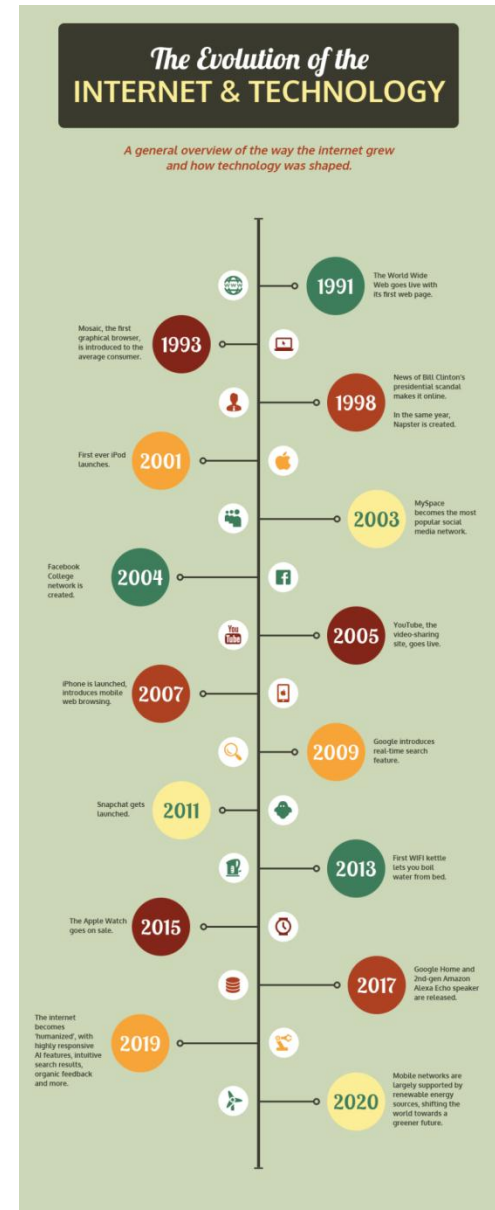 The Evolution of the
INTERNET & TECHNOLOGY
A general overview of the way the internet grew
and how technology was shaped.
1991
The World Wide
Web goes live with
its first web page.
Mosaic, the first
graphical browser,
is introduced to the
average consumer.
1993
1998
News of Bill Clinton's
presidential scandal
makes it online.
In the same year,
Napster is created.
First ever iPod
launches.
2001
2003
MySpace
becomes the most
popular social
media network.
Facebook
College
network is
created.
2004
You
Tube
2005
YouTube, the
video-sharing
site, goes live.
iPhone is launched,
introduces mobile
web browsing.
2007
2009
Google introduces
real-time search
feature.
Snapchat gets
launched.
2011
2013
First WIFI kettle
lets you boil
water from bed.
The Apple Watch
goes on sale.
2015
2017
Google Home and
2nd-gen Amazon
Alexa Echo speaker
are released.
The internet
becomes
'humanized', with
highly responsive
AI features, intuitive
search results,
organic feedback
and more.
2019
2020
Mobile networks are
largely supported by
renewable energy
sources, shifting the
world towards a
greener future.